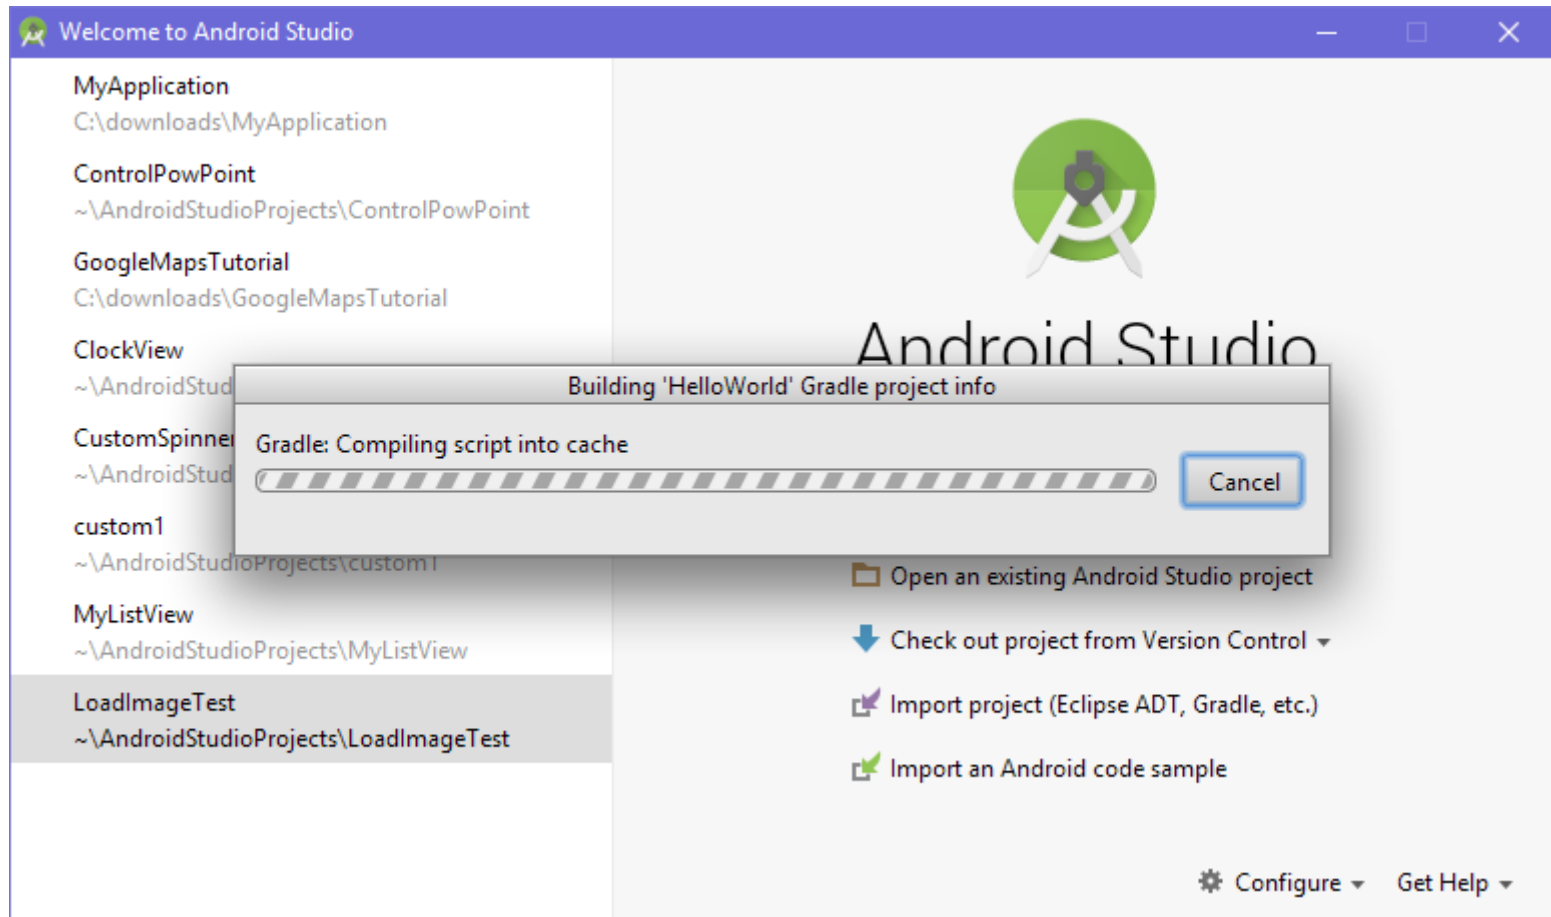 Welcome to Android Studio
MyApplication
C:\downloads\MyApplication
ControlPowPoint
~\AndroidStudioProjects\ControlPowPoint
GoogleMapsTutorial
C:\downloads\GoogleMapsTutorial
ClockView
~\AndroidStud
CustomSpinner
~\AndroidStud
custom1
~\AndroidStudioProjects\custom1
MyListView
~\AndroidStudioProjects\MyListView
LoadImageTest
~\AndroidStudioProjects\LoadImageTest
Android Studio
Building 'HelloWorld' Gradle project info
Gradle: Compiling script into cache
Cancel
Open an existing Android Studio project
Check out project from Version Control
Import project (Eclipse ADT, Gradle, etc.)
Import an Android code sample
Configure
Get Help